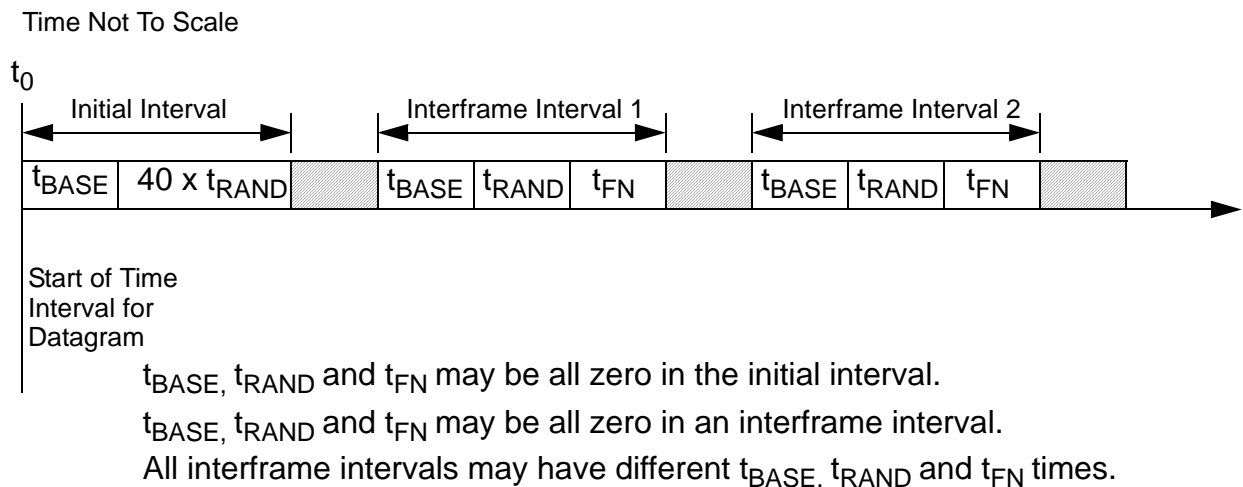 Time Not To Scale
t0
Initial Interval Interframe Interval 1 Interframe Interval 2
tBASE 40 x tRAND tBASE tRAND tFN tBASE tRAND tFN
Start of Time
Interval for
Datagram
tBASE, tRAND and tFN may be all zero in the initial interval.
tBASE, tRAND and tFN may be all zero in an interframe interval.
All interframe intervals may have different tBASE, tRAND and tFN times.